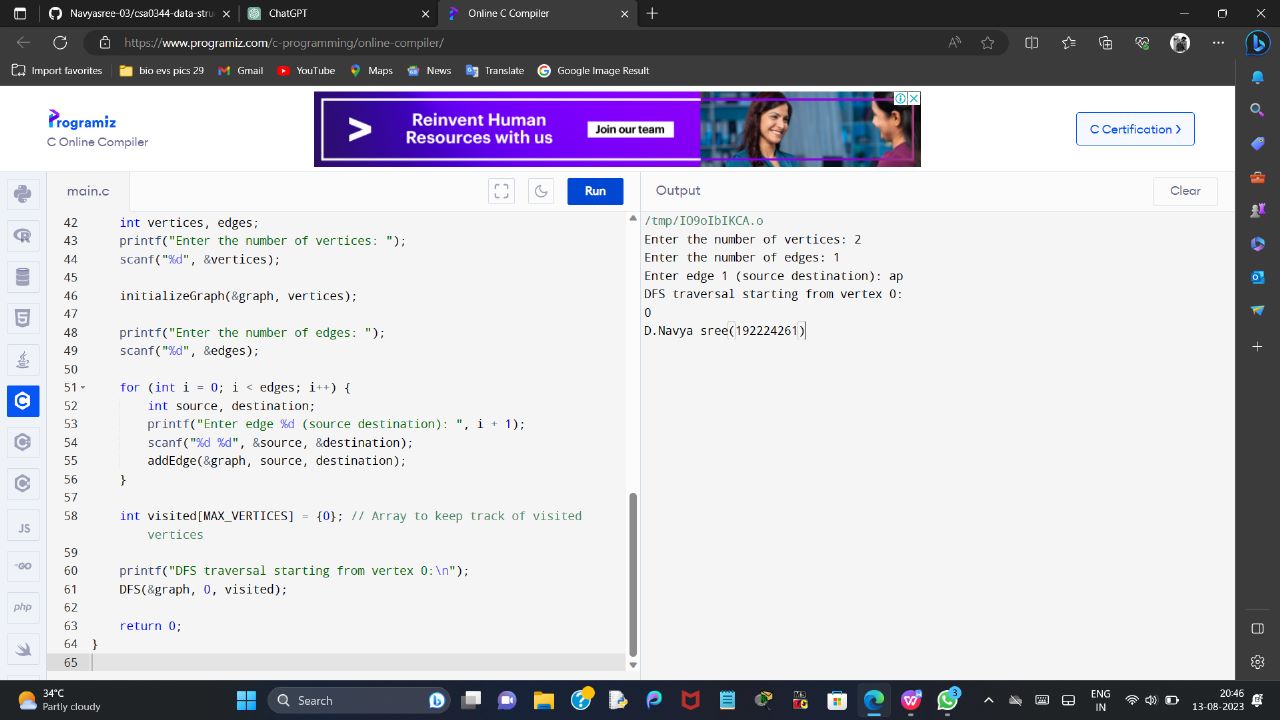 Navyasree-03/csa0344-data-stru
ChatGPT
Online C Compiler
https://www.programiz.com/c-programming/online-compiler/
Import favorites
bio evs pics 29
Gmail
YouTube
Maps
News
Translate
Google Image Result
Programiz
C Online Compiler
Reinvent Human
Resources with us
Join our team
C Certification
main.c
Run
Output
Clear
42 int vertices, edges;
43 printf("Enter the number of vertices: ");
44 scanf("%d", &vertices);
45
46 initializeGraph(&graph, vertices);
47
48 printf("Enter the number of edges: ");
49 scanf("%d", &edges);
50
51 for (int i = 0; i < edges; i++) {
52 int source, destination;
53 printf("Enter edge %d (source destination): ", i + 1);
54 scanf("%d %d", &source, &destination);
55 addEdge(&graph, source, destination);
56 }
57
58 int visited[MAX_VERTICES] = {0}; // Array to keep track of visited
vertices
59
60 printf("DFS traversal starting from vertex 0:\n");
61 DFS(&graph, 0, visited);
62
63 return 0;
64 }
65
/tmp/IO9oIbIKCA.o
Enter the number of vertices: 2
Enter the number of edges: 1
Enter edge 1 (source destination): ap
DFS traversal starting from vertex 0:
0
D.Navya sree(192224261)
JS
GO
php
34°C
Partly cloudy
Search
3
ENG
IN
20:46
13-08-2023